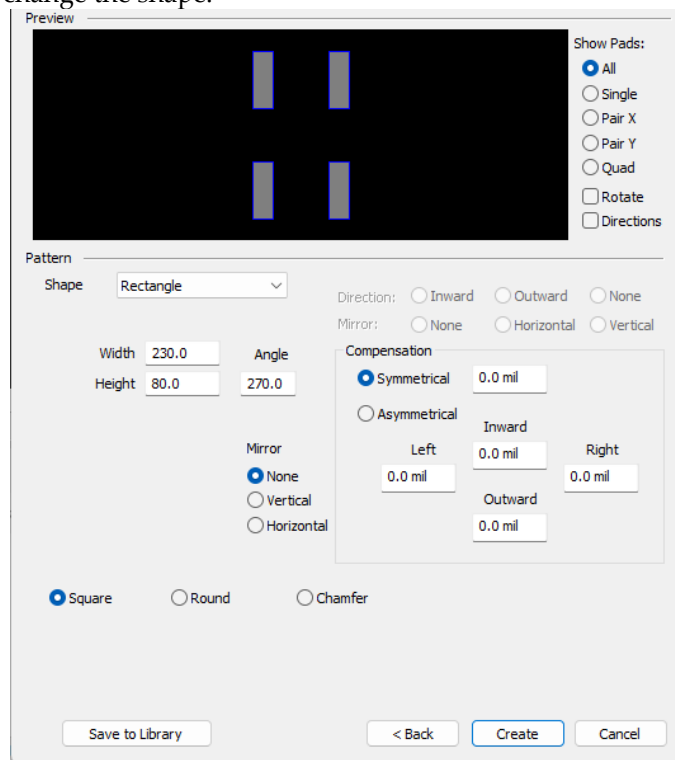 change the shape.
Preview
Show Pads:
All
Single
Pair X
Pair Y
Quad
Rotate
Directions
Pattern
Shape Rectangle
Direction: Inward Outward None
Mirror: None Horizontal Vertical
Width 230.0 Angle
Height 80.0 270.0
Compensation
Symmetrical 0.0 mil
Asymmetrical
Inward
Left 0.0 mil Right
0.0 mil 0.0 mil
Outward
0.0 mil
Mirror
None
Vertical
Horizontal
Square Round Chamfer
Save to Library < Back Create Cancel